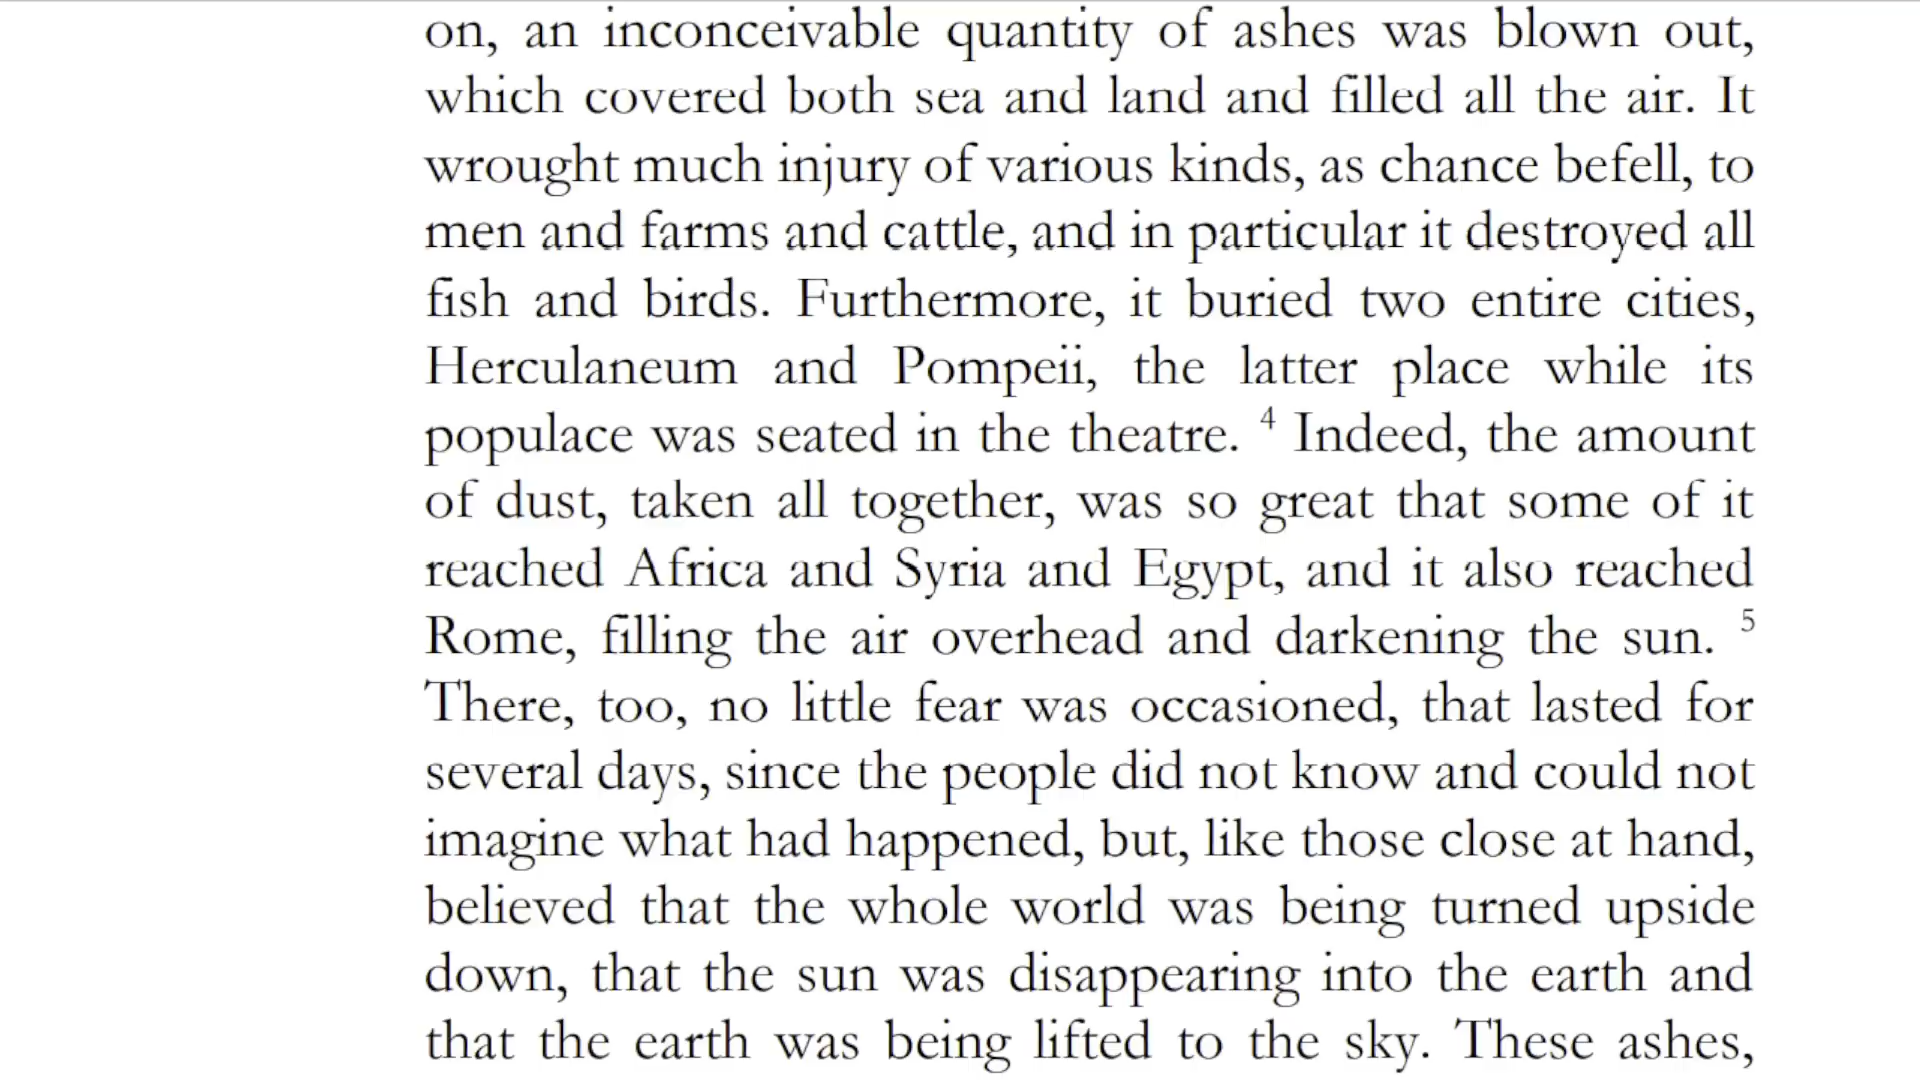 on, an inconceivable quantity of ashes was blown out,
which covered both sea and land and filled all the air. It
wrought much injury of various kinds, as chance befell, to
men and farms and cattle, and in particular it destroyed all
fish and birds. Furthermore, it buried two entire cities,
Herculaneum and Pompeii, the latter place while its
populace was seated in the theatre. 4 Indeed, the amount
of dust, taken all together, was so great that some of it
reached Africa and Syria and Egypt, and it also reached
Rome, filling the air overhead and darkening the sun. 5
There, too, no little fear was occasioned, that lasted for
several days, since the people did not know and could not
imagine what had happened, but, like those close at hand,
believed that the whole world was being turned upside
down, that the sun was disappearing into the earth and
that the earth was being lifted to the sky. These ashes,